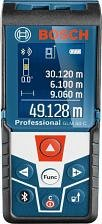 BOSCH
30.120 m
6.100 m
9.060 m
49.128 m
Professional GLM 50 C
Func